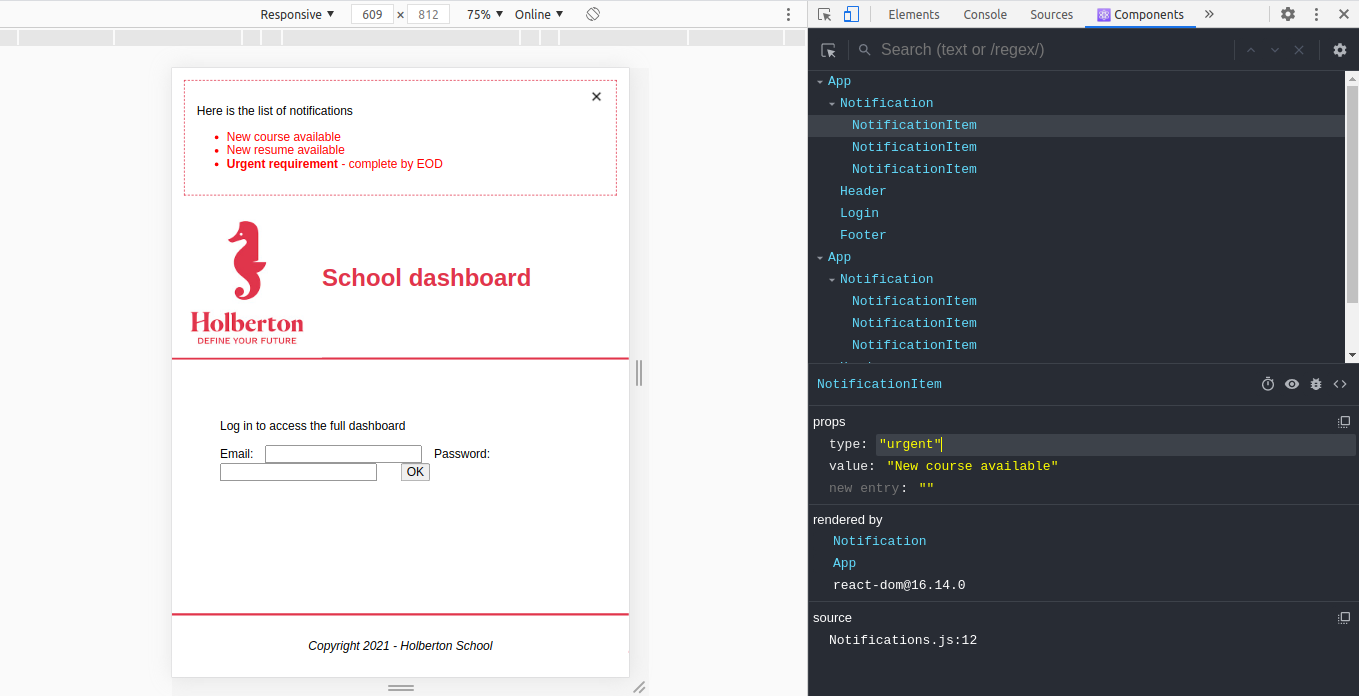 Responsive ▼ 609 × 812 75% ▼ Online ▼
Elements Console Sources Components »
Here is the list of notifications
New course available
New resume available
Urgent requirement - complete by EOD
Holberton
DEFINE YOUR FUTURE
School dashboard
Log in to access the full dashboard
Email: Password:
OK
Copyright 2021 - Holberton School
Search (text or /regex/)
App
Notification
NotificationItem
NotificationItem
NotificationItem
Header
Login
Footer
App
Notification
NotificationItem
NotificationItem
NotificationItem
NotificationItem
props
type: "urgent"
value: "New course available"
new entry: ""
rendered by
Notification
App
react-dom@16.14.0
source
Notifications.js:12